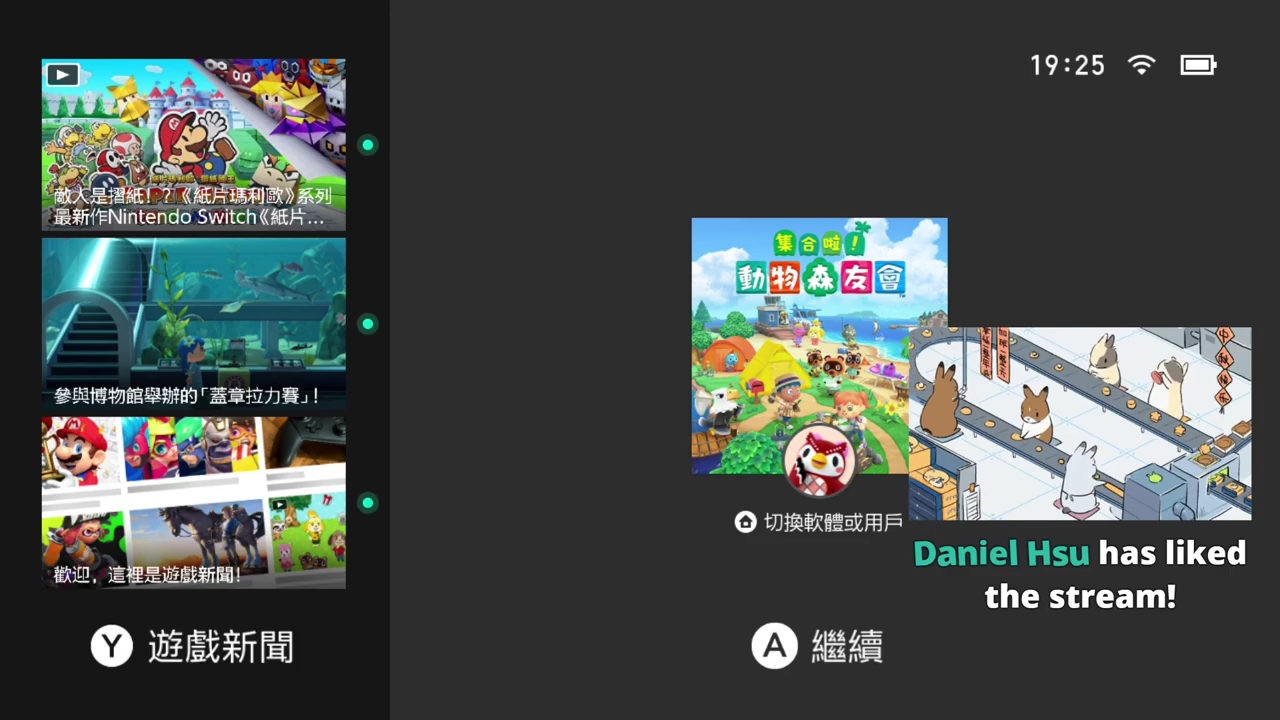 19:25
敵人是摺紙!?《紙片瑪利歐》系列
最新作Nintendo Switch《紙片...
參與博物館舉辦的「蓋章拉力賽」!
歡迎，這裡是遊戲新聞!
Y 遊戲新聞
集合啦!
動物森友會
切換軟體或用戶
A 繼續
Daniel Hsu has liked
the stream!